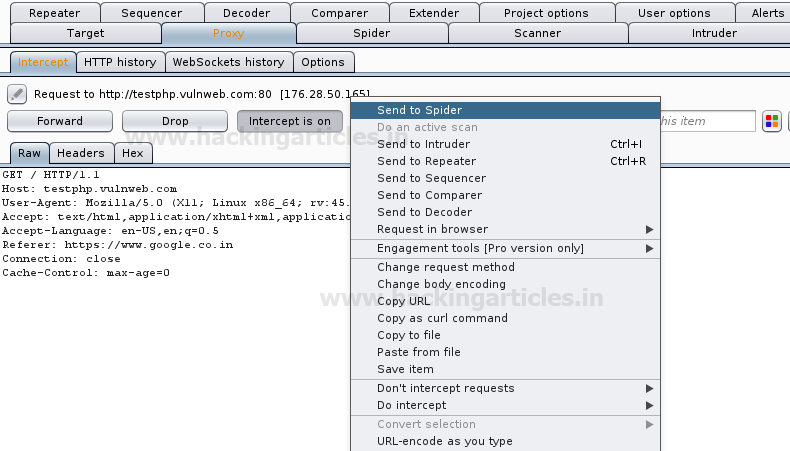 Repeater Sequencer Decoder Comparer Extender Project options User options Alerts
Target Proxy Spider Scanner Intruder
Intercept HTTP history WebSockets history Options
Request to http://testphp.vulnweb.com:80 [176.28.50.165]
Forward Drop Intercept is on his item
www.hackingarticles.in
Raw Headers Hex
GET / HTTP/1.1
Host: testphp.vulnweb.com
User-Agent: Mozilla/5.0 (X11; Linux x86_64; rv:45.
Accept: text/html,application/xhtml+xml,applicatio
Accept-Language: en-US,en;q=0.5
Referer: https://www.google.co.in
Connection: close
Cache-Control: max-age=0
Send to Spider
Do an active scan
Send to Intruder Ctrl+I
Send to Repeater Ctrl+R
Send to Sequencer
Send to Comparer
Send to Decoder
Request in browser
Engagement tools [Pro version only]
Change request method
Change body encoding
www.hackingarticles.in
Copy URL
Copy as curl command
Copy to file
Paste from file
Save item
Don't intercept requests
Do intercept
Convert selection
URL-encode as you type